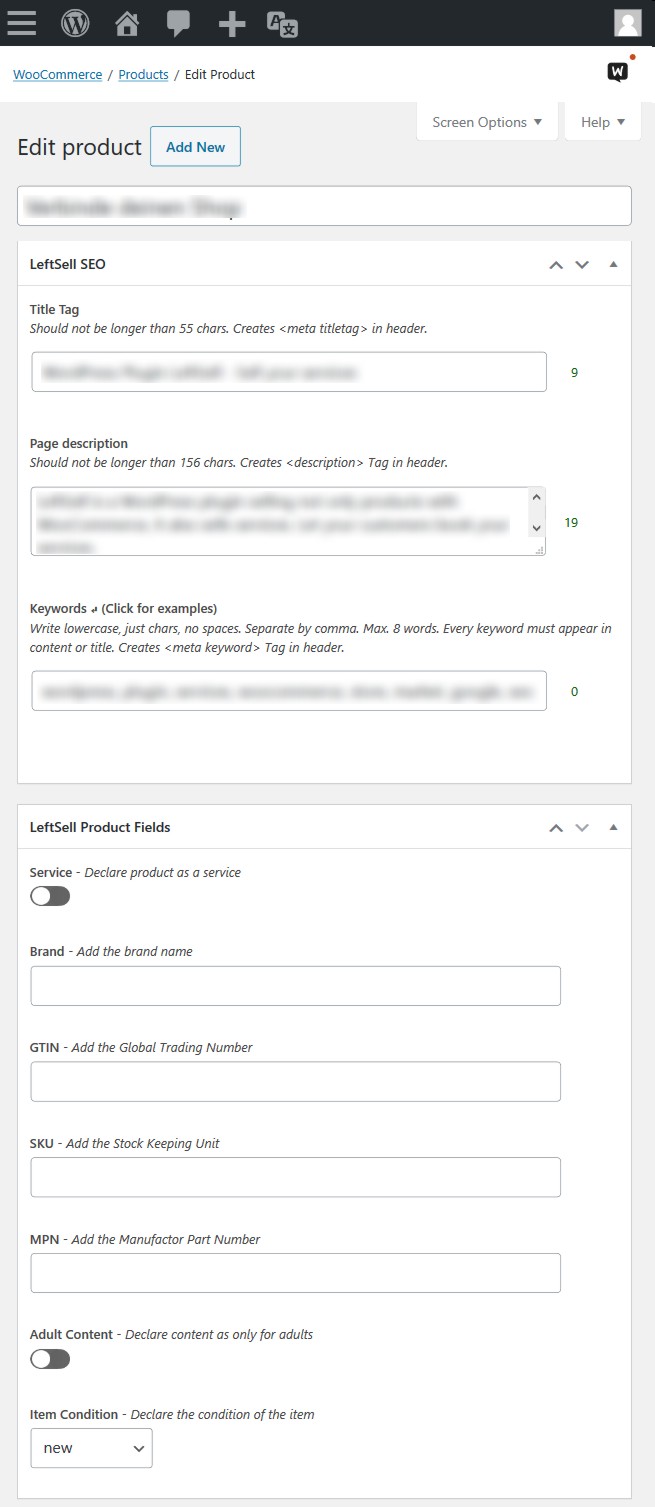 WooCommerce / Products / Edit Product
Screen Options ▼ Help ▼
Edit product Add New
LeftSell SEO
Title Tag
Should not be longer than 55 chars. Creates <meta titletag> in header.
9
Page description
Should not be longer than 156 chars. Creates <description> Tag in header.
19
Keywords ↲ (Click for examples)
Write lowercase, just chars, no spaces. Separate by comma. Max. 8 words. Every keyword must appear in
content or title. Creates <meta keyword> Tag in header.
0
LeftSell Product Fields
Service - Declare product as a service
Brand - Add the brand name
GTIN - Add the Global Trading Number
SKU - Add the Stock Keeping Unit
MPN - Add the Manufactor Part Number
Adult Content - Declare content as only for adults
Item Condition - Declare the condition of the item
new